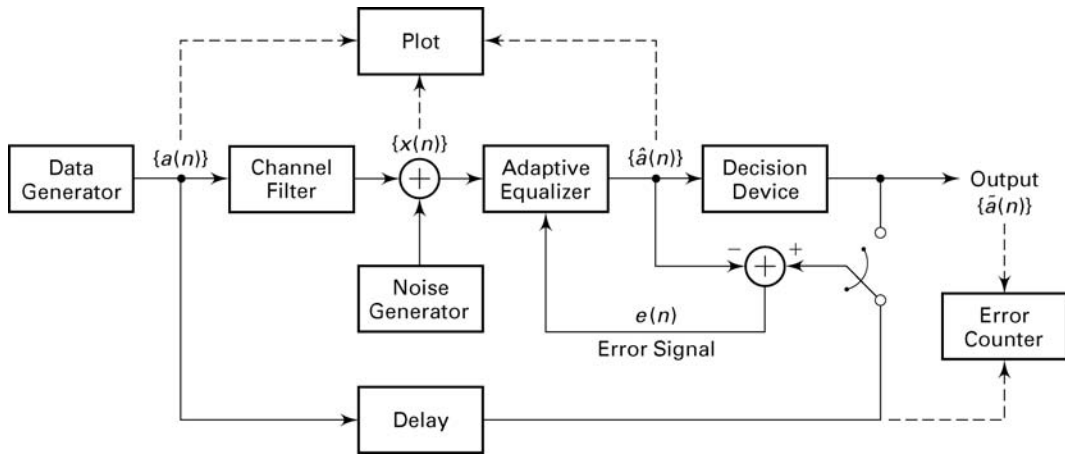 Plot
{a(n)}
{x(n)}
{â(n)}
Data
Generator
Channel
Filter
+
Adaptive
Equalizer
Decision
Device
Output
{ā(n)}
Noise
Generator
−
+
+
e(n)
Error Signal
Error
Counter
Delay